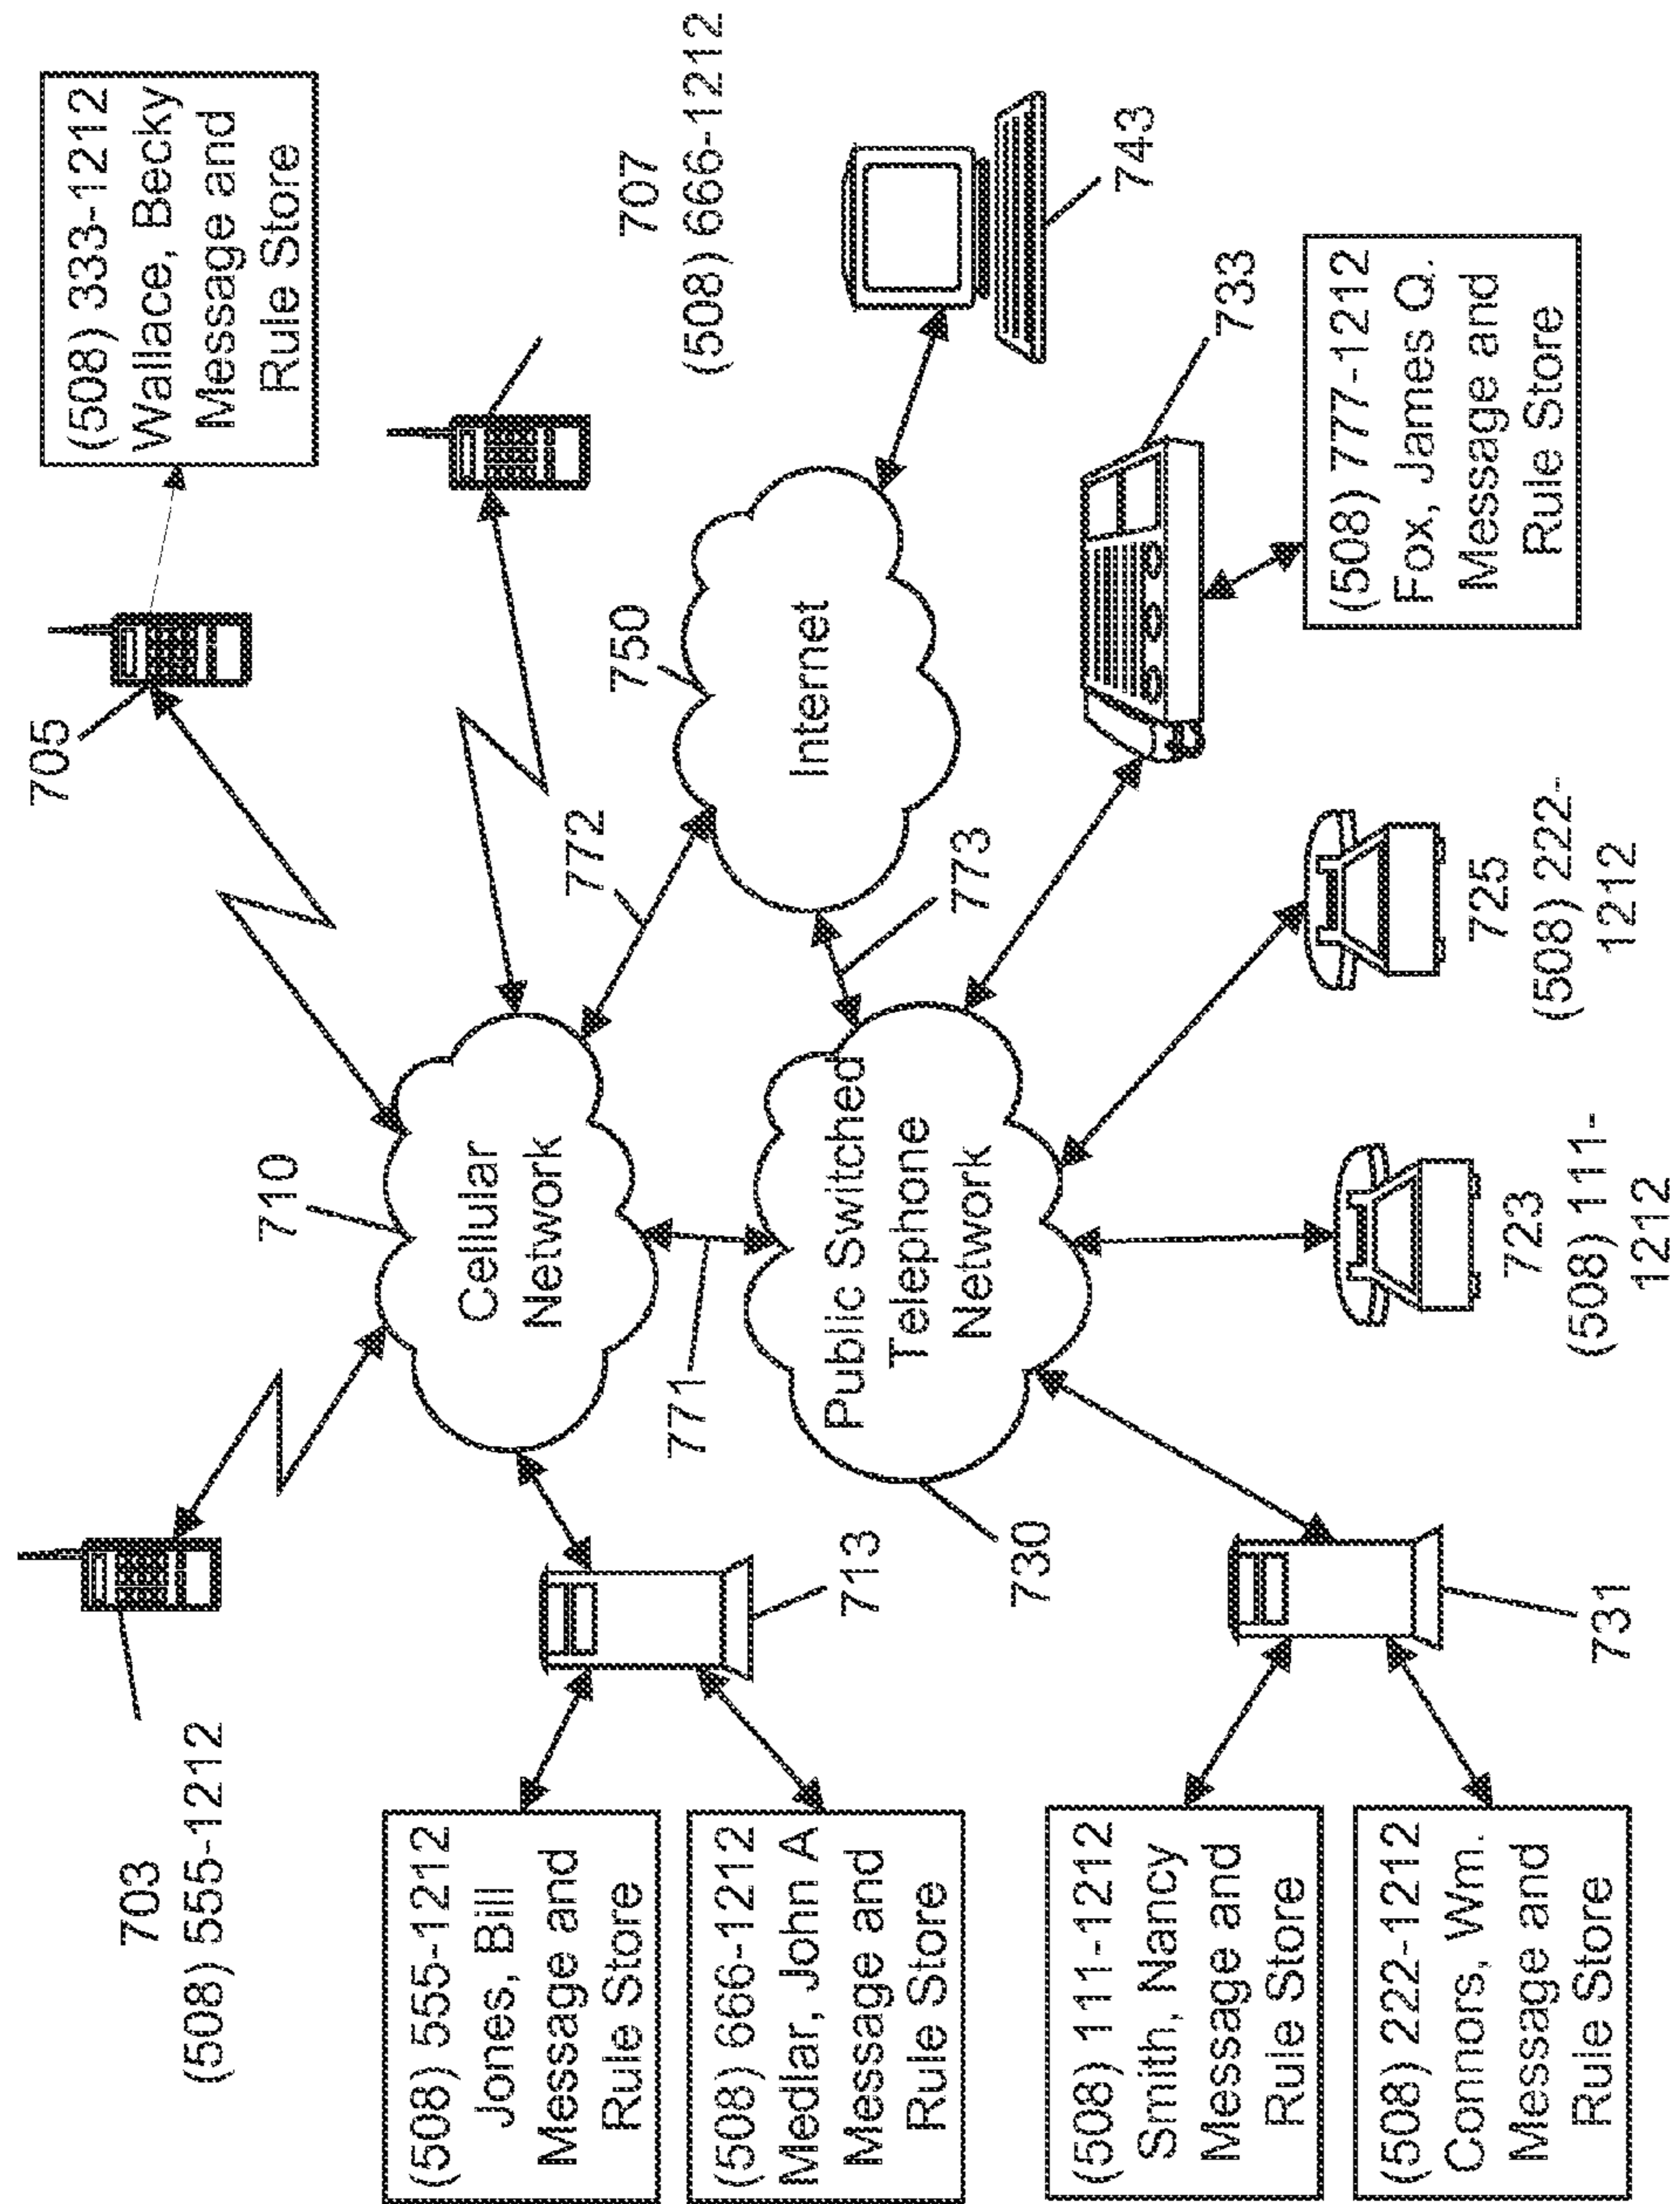 703
(508) 555-1212
705
(508) 333-1212
Wallace, Becky
Message and
Rule Store
710
707
(508) 666-1212
(508) 555-1212
Jones, Bill
Message and
Rule Store
Cellular
Network
772
750
Internet
743
(508) 666-1212
Medlar, John A
Message and
Rule Store
713
771
773
730
Public Switched
Telephone
Network
733
(508) 111-1212
Smith, Nancy
Message and
Rule Store
(508) 222-1212
Connors, Wm.
Message and
Rule Store
731
723
(508) 111-
1212
725
(508) 222-
1212
(508) 777-1212
Fox, James Q.
Message and
Rule Store